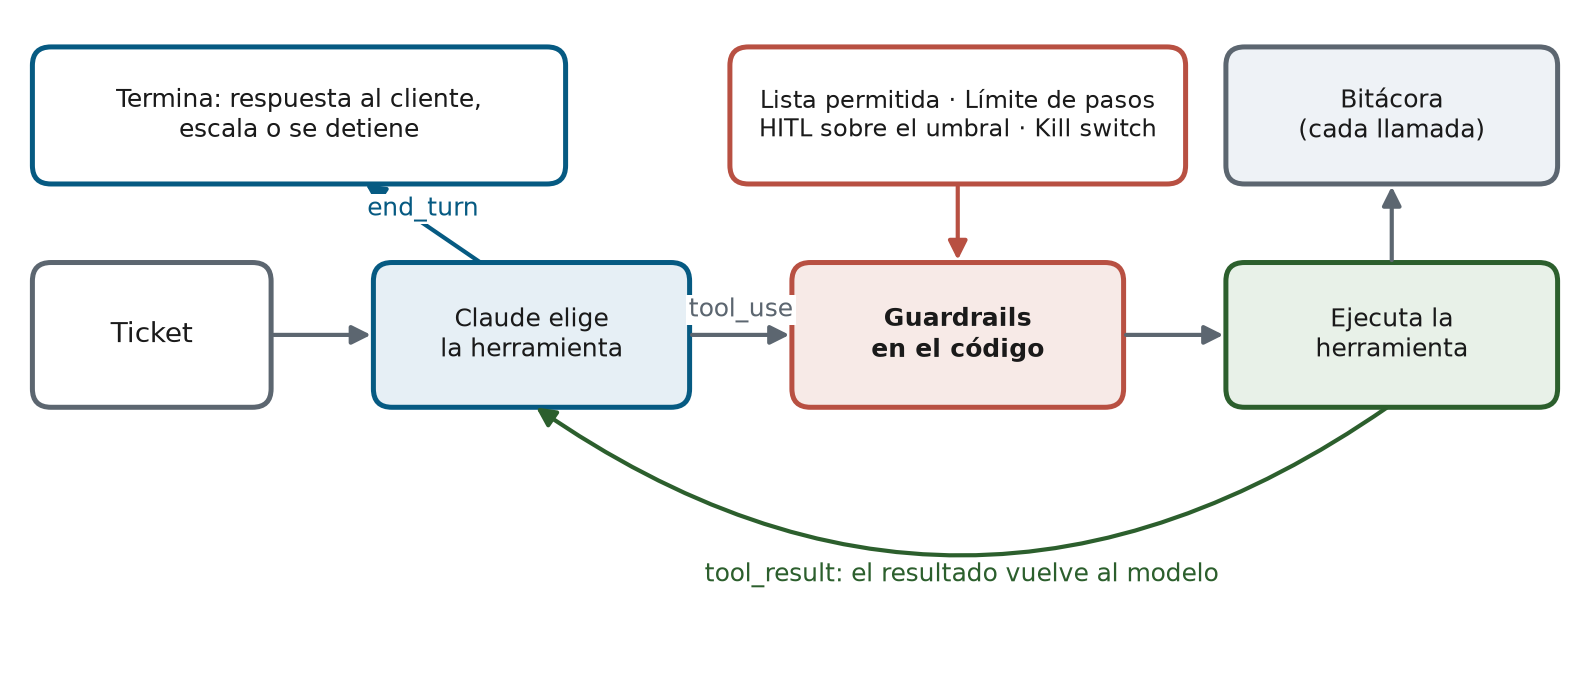 Termina: respuesta al cliente,
escala o se detiene
Lista permitida · Límite de pasos
HITL sobre el umbral · Kill switch
Bitácora
(cada llamada)
end_turn
Ticket
Claude elige
la herramienta
tool_use
Guardrails
en el código
Ejecuta la
herramienta
tool_result: el resultado vuelve al modelo